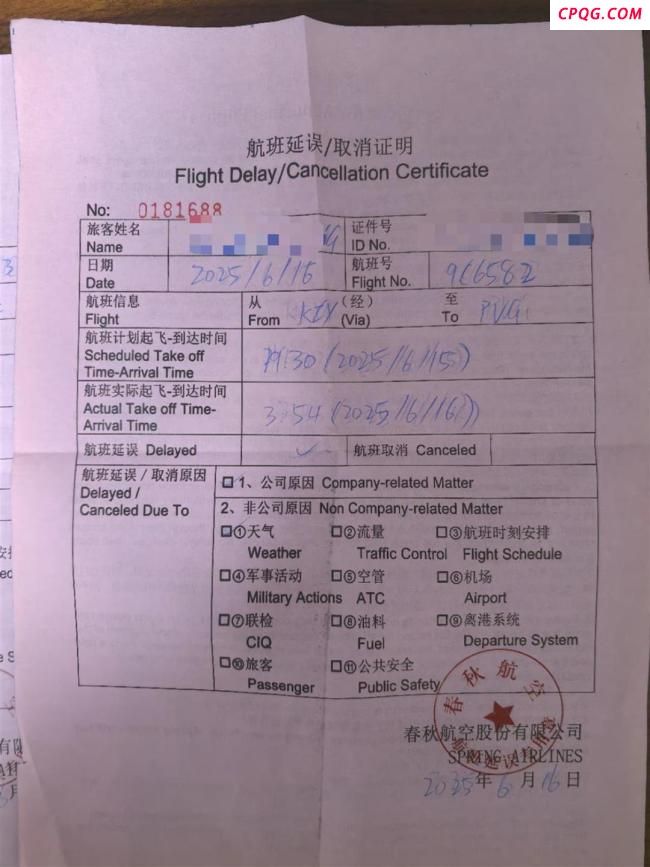 CPQG.COM
航班延误/取消证明
Flight Delay/Cancellation Certificate
No: 0181688
旅客姓名 证件号
Name ID No.
日期 2025/6/16 航班号 9C6582
Date Flight No.
航班信息 从 KIX (经) 至 PVG
Flight From (Via) To
航班计划起飞-到达时间
Scheduled Take off (2025/6/15)
Time-Arrival Time
航班实际起飞-到达时间
Actual Take off Time- 3:54 (2025/6/16)
Arrival Time
航班延误 Delayed ✓ 航班取消 Canceled
航班延误 / 取消原因 1、公司原因 Company-related Matter
Delayed /
Canceled Due To 2、非公司原因 Non Company-related Matter
①天气 ②流量 ③航班时刻安排
Weather Traffic Control Flight Schedule
④军事活动 ⑤空管 ⑥机场
Military Actions ATC Airport
⑦联检 ⑧油料 ⑨离港系统
CIQ Fuel Departure System
⑩旅客 ⑪公共安全
Passenger Public Safety
春秋航空
春秋航空股份有限公司
SPRING AIRLINES
2025年6月16日